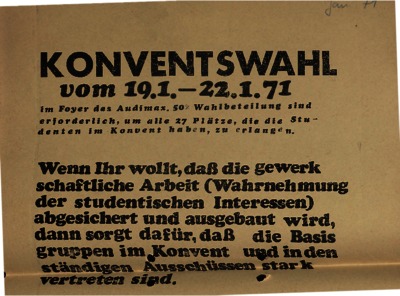 Jan 71
KONVENTSWAHL
vom 19.1.—22.1.71
im Foyer des Audimax. 50% Wahlbeteilung sind
erforderlich, um alle 27 Plätze, die die Stu-
denten im Konvent haben, zu erlangen.
Wenn Ihr wollt, daß die gewerk
schaftliche Arbeit (Wahrnehmung
der studentischen Interessen)
abgesichert und ausgebaut wird,
dann sorgt dafür, daß die Basis
gruppen im Konvent und in den
ständigen Ausschüssen stark
vertreten sind.